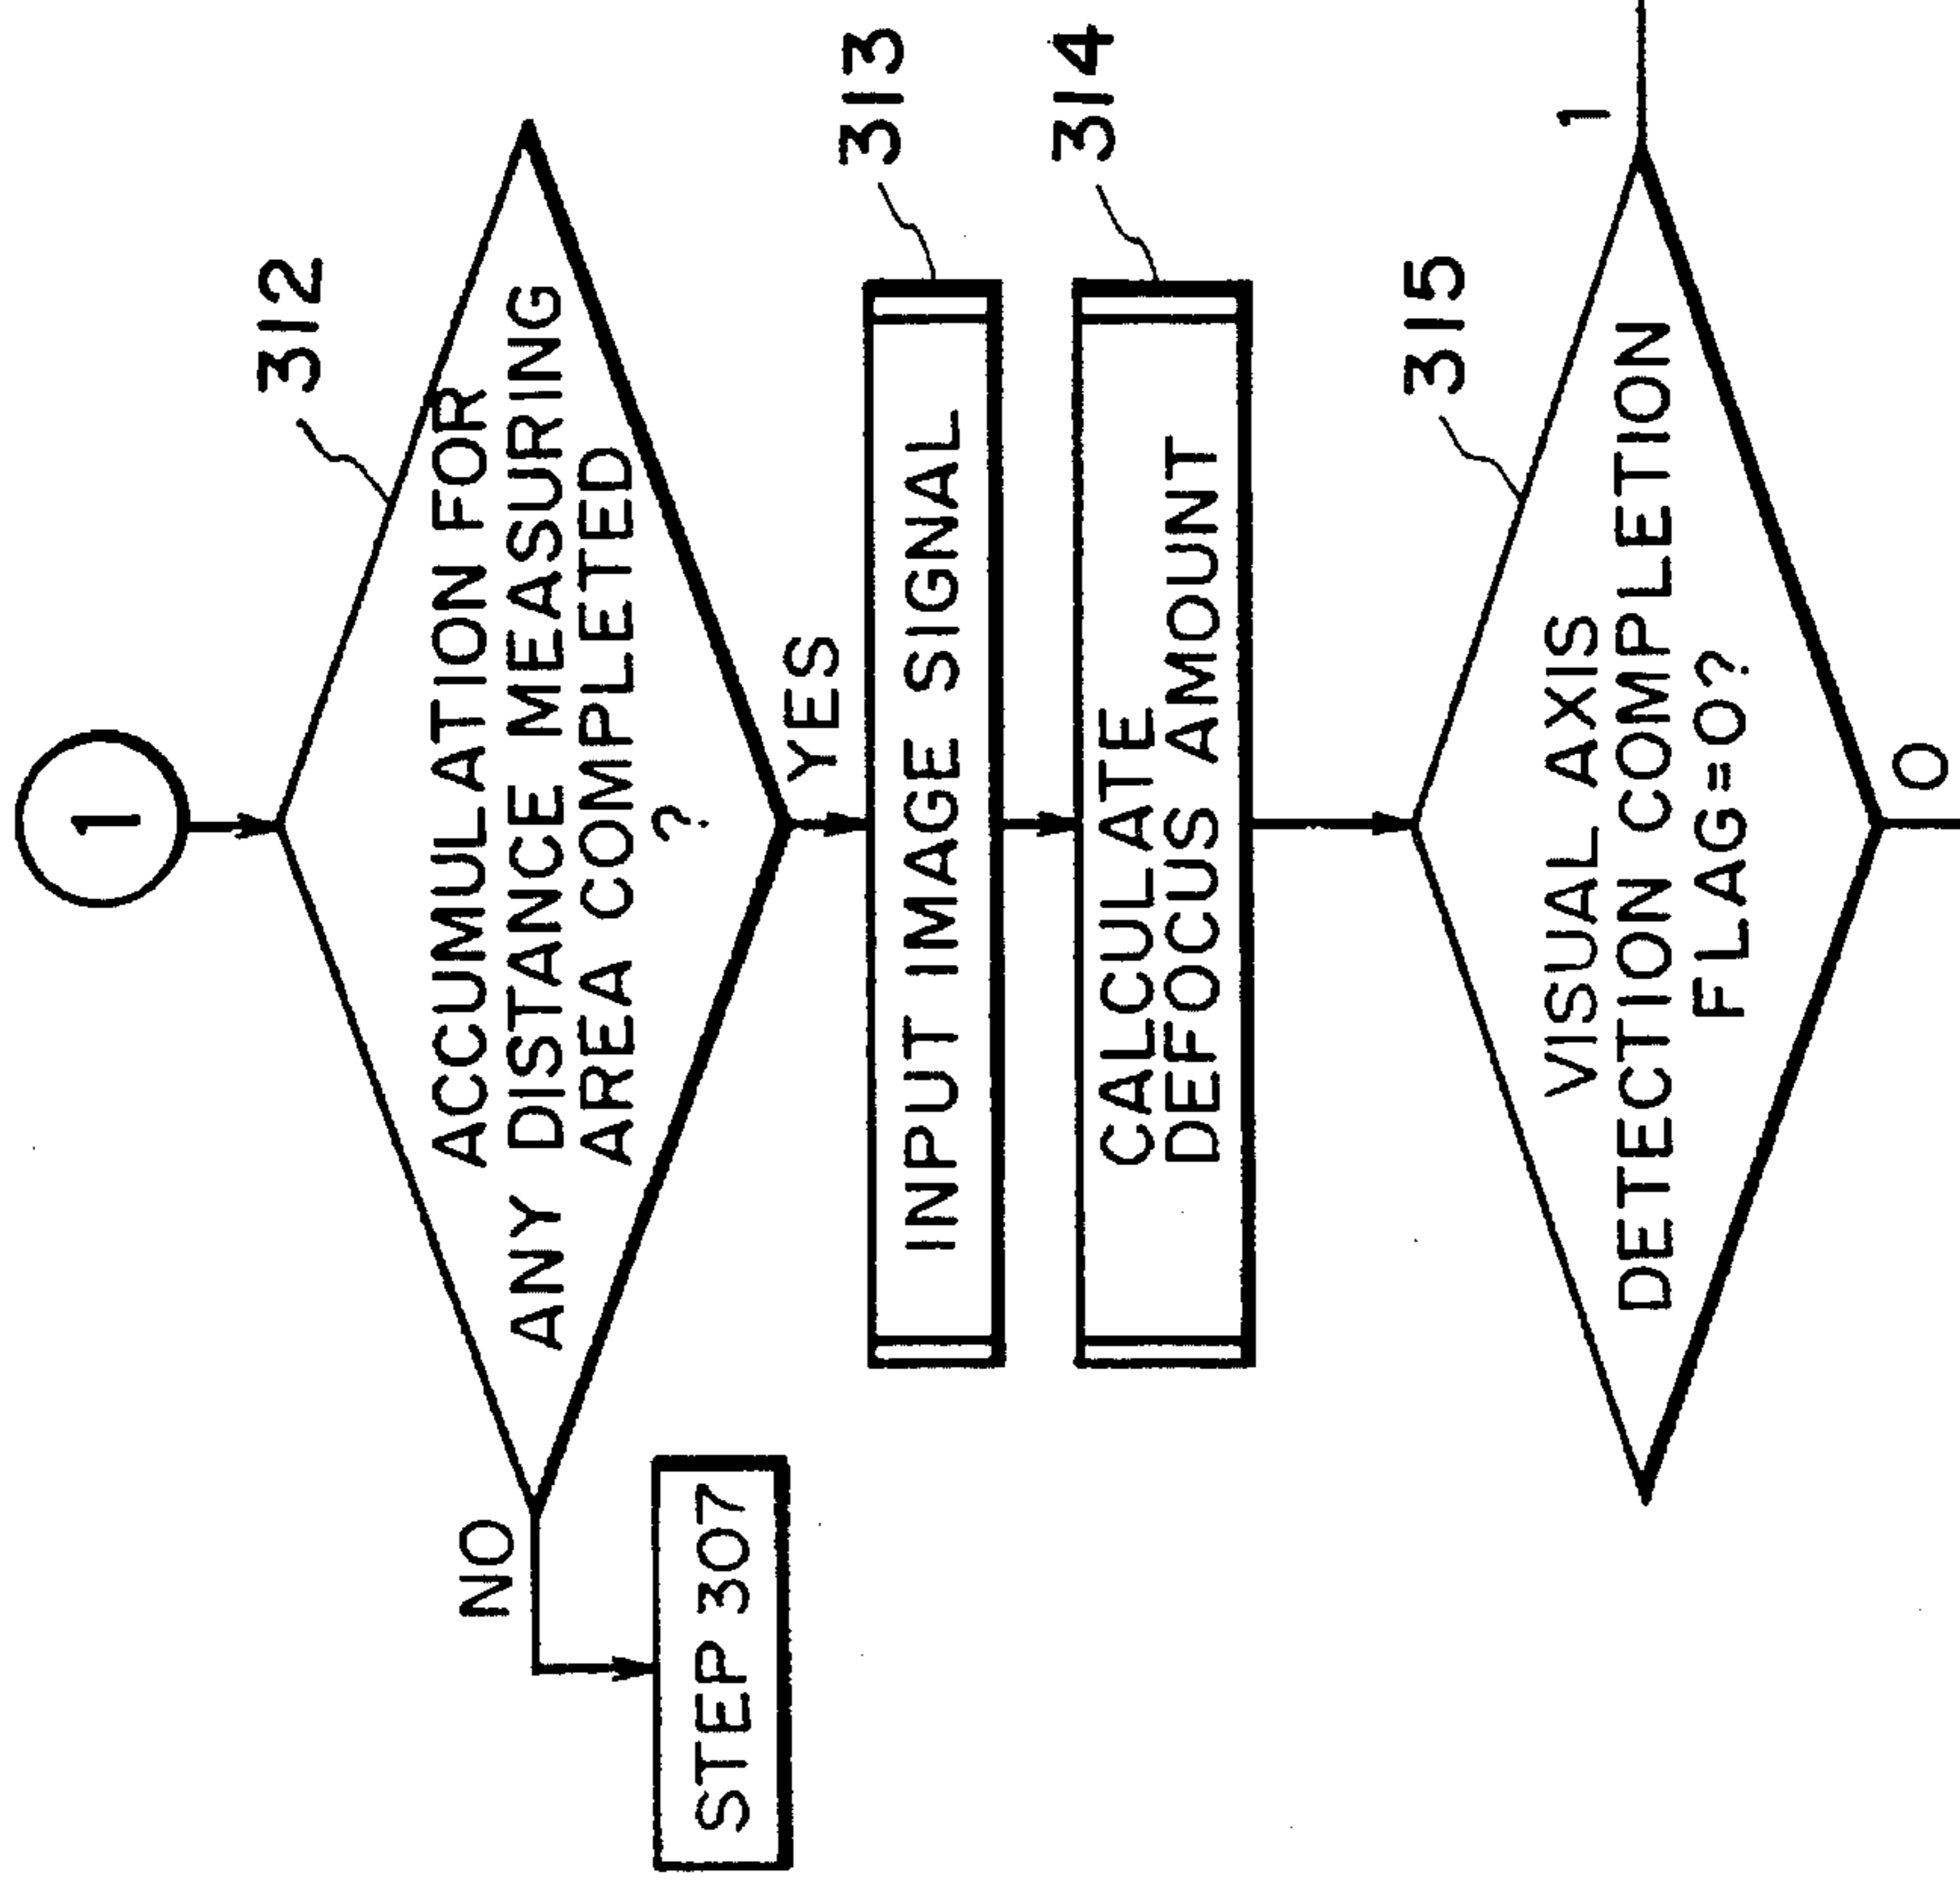 1
312
ACCUMULATION FOR
ANY DISTANCE MEASURING
AREA COMPLETED
?
NO
STEP 307
YES
313
INPUT IMAGE SIGNAL
314
CALCULATE
DEFOCUS AMOUNT
315
VISUAL AXIS
DETECTION COMPLETION
FLAG=0?
1
0